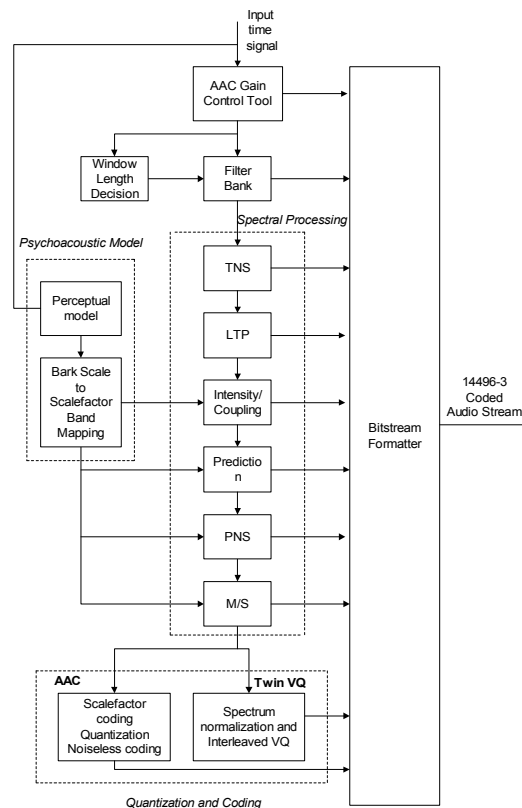 Input
time
signal
AAC Gain
Control Tool
Window
Length
Decision
Filter
Bank
Spectral Processing
Psychoacoustic Model
TNS
Perceptual
model
LTP
Bark Scale
to
Scalefactor
Band
Mapping
Intensity/
Coupling
Predictio
n
PNS
M/S
Bitstream
Formatter
14496-3
Coded
Audio Stream
AAC
Twin VQ
Scalefactor
coding
Quantization
Noiseless coding
Spectrum
normalization and
Interleaved VQ
Quantization and Coding